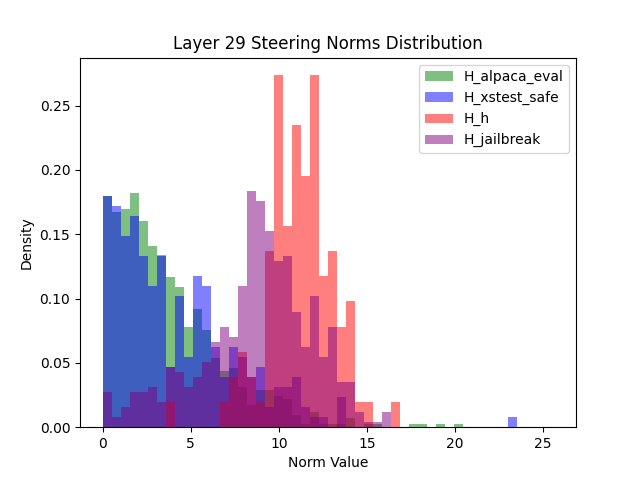 Layer 29 Steering Norms Distribution
H_alpaca_eval
H_xstest_safe
H_h
H_jailbreak
Density
0.25
0.20
0.15
0.10
0.05
0.00
0 5 10 15 20 25
Norm Value